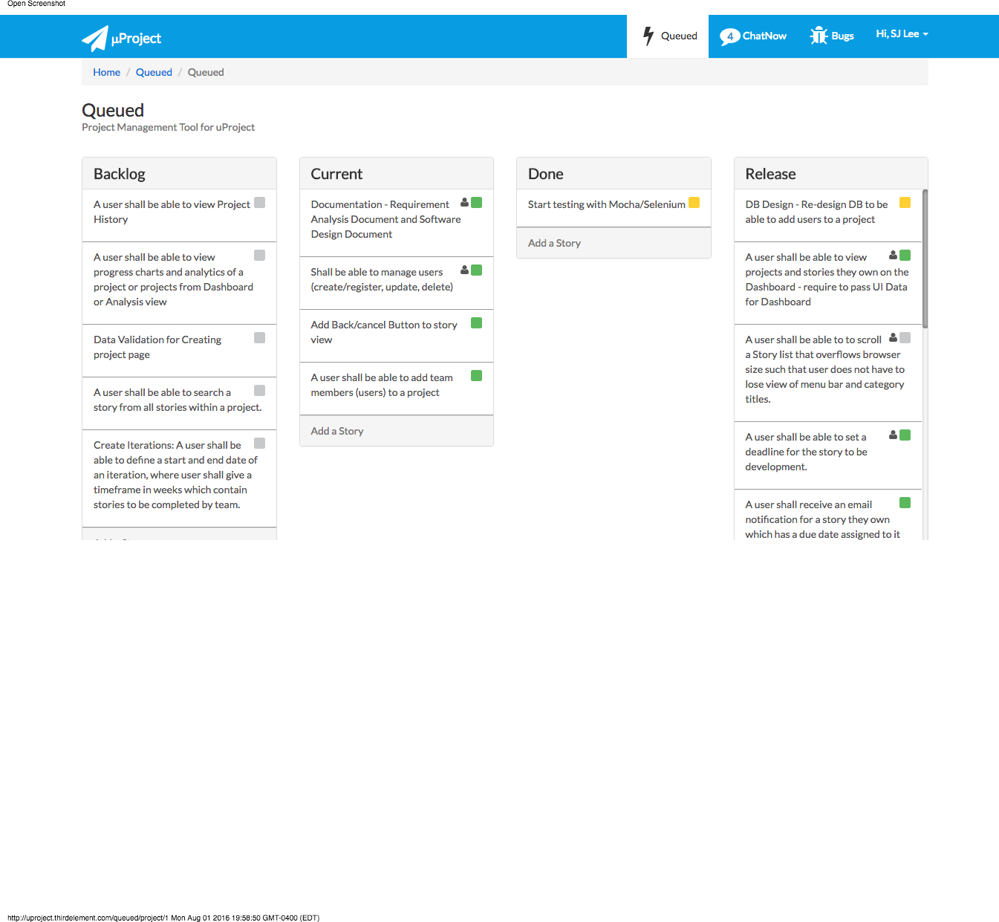 Open Screenshot
µProject
Queued
4 ChatNow
Bugs
Hi, SJ Lee
Home / Queued / Queued
Queued
Project Management Tool for uProject
Backlog
A user shall be able to view Project
History
A user shall be able to view
progress charts and analytics of a
project or projects from Dashboard
or Analysis view
Data Validation for Creating
project page
A user shall be able to search a
story from all stories within a project.
Create Iterations: A user shall be
able to define a start and end date of
an iteration, where user shall give a
timeframe in weeks which contain
stories to be completed by team.
Current
Documentation - Requirement
Analysis Document and Software
Design Document
Shall be able to manage users
(create/register, update, delete)
Add Back/cancel Button to story
view
A user shall be able to add team
members (users) to a project
Add a Story
Done
Start testing with Mocha/Selenium
Add a Story
Release
DB Design - Re-design DB to be
able to add users to a project
A user shall be able to view
projects and stories they own on the
Dashboard - require to pass UI Data
for Dashboard
A user shall be able to to scroll
a Story list that overflows browser
size such that user does not have to
lose view of menu bar and category
titles.
A user shall be able to set a
deadline for the story to be
development.
A user shall receive an email
notification for a story they own
which has a due date assigned to it
http://uproject.thirdelement.com/queued/project/1 Mon Aug 01 2016 19:58:50 GMT-0400 (EDT)